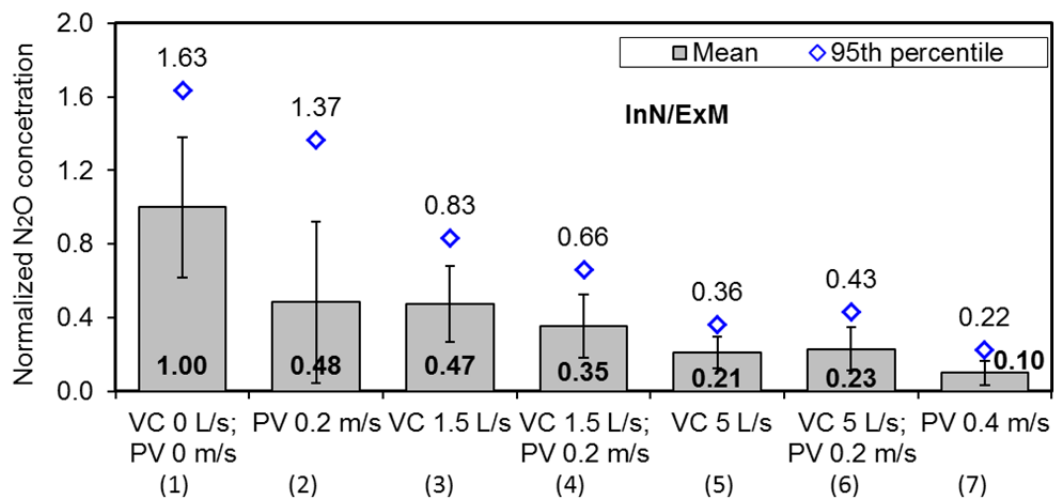 Normalized N2O concetration
2.0
1.6
1.2
0.8
0.4
0.0
Mean
95th percentile
InN/ExM
1.63
1.37
0.83
0.66
0.36
0.43
0.22
1.00
0.48
0.47
0.35
0.21
0.23
0.10
VC 0 L/s;
PV 0 m/s
PV 0.2 m/s
VC 1.5 L/s
VC 1.5 L/s;
PV 0.2 m/s
VC 5 L/s
VC 5 L/s;
PV 0.2 m/s
PV 0.4 m/s
(1)
(2)
(3)
(4)
(5)
(6)
(7)